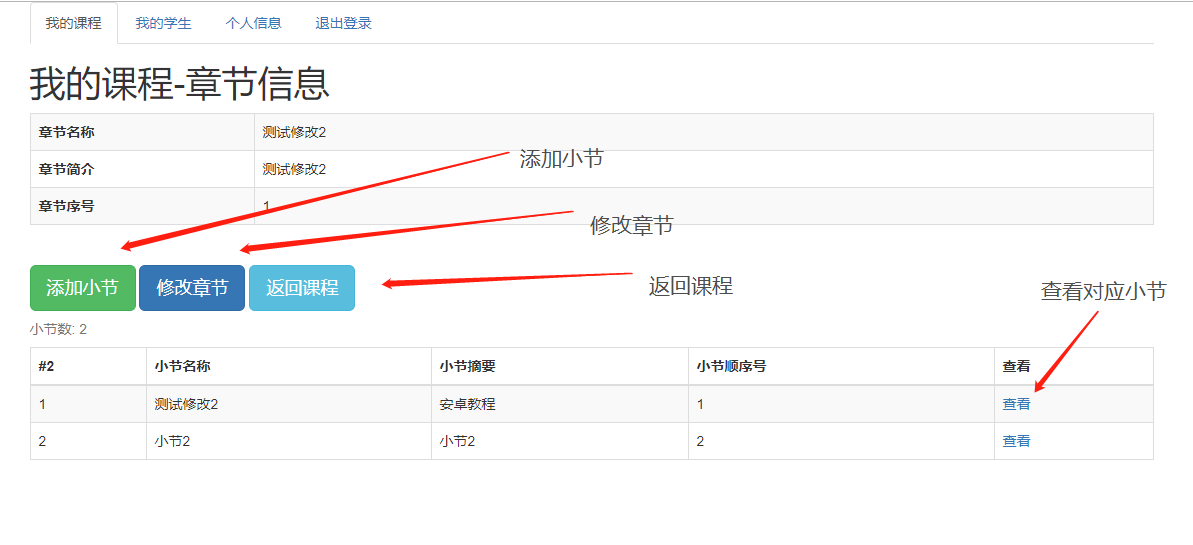 我的课程 我的学生 个人信息 退出登录
我的课程-章节信息
章节名称 测试修改2
章节简介 测试修改2
添加小节
章节序号 1
修改章节
添加小节 修改章节 返回课程
返回课程
查看对应小节
小节数: 2
#2 小节名称 小节摘要 小节顺序号 查看
1 测试修改2 安卓教程 1 查看
2 小节2 小节2 2 查看